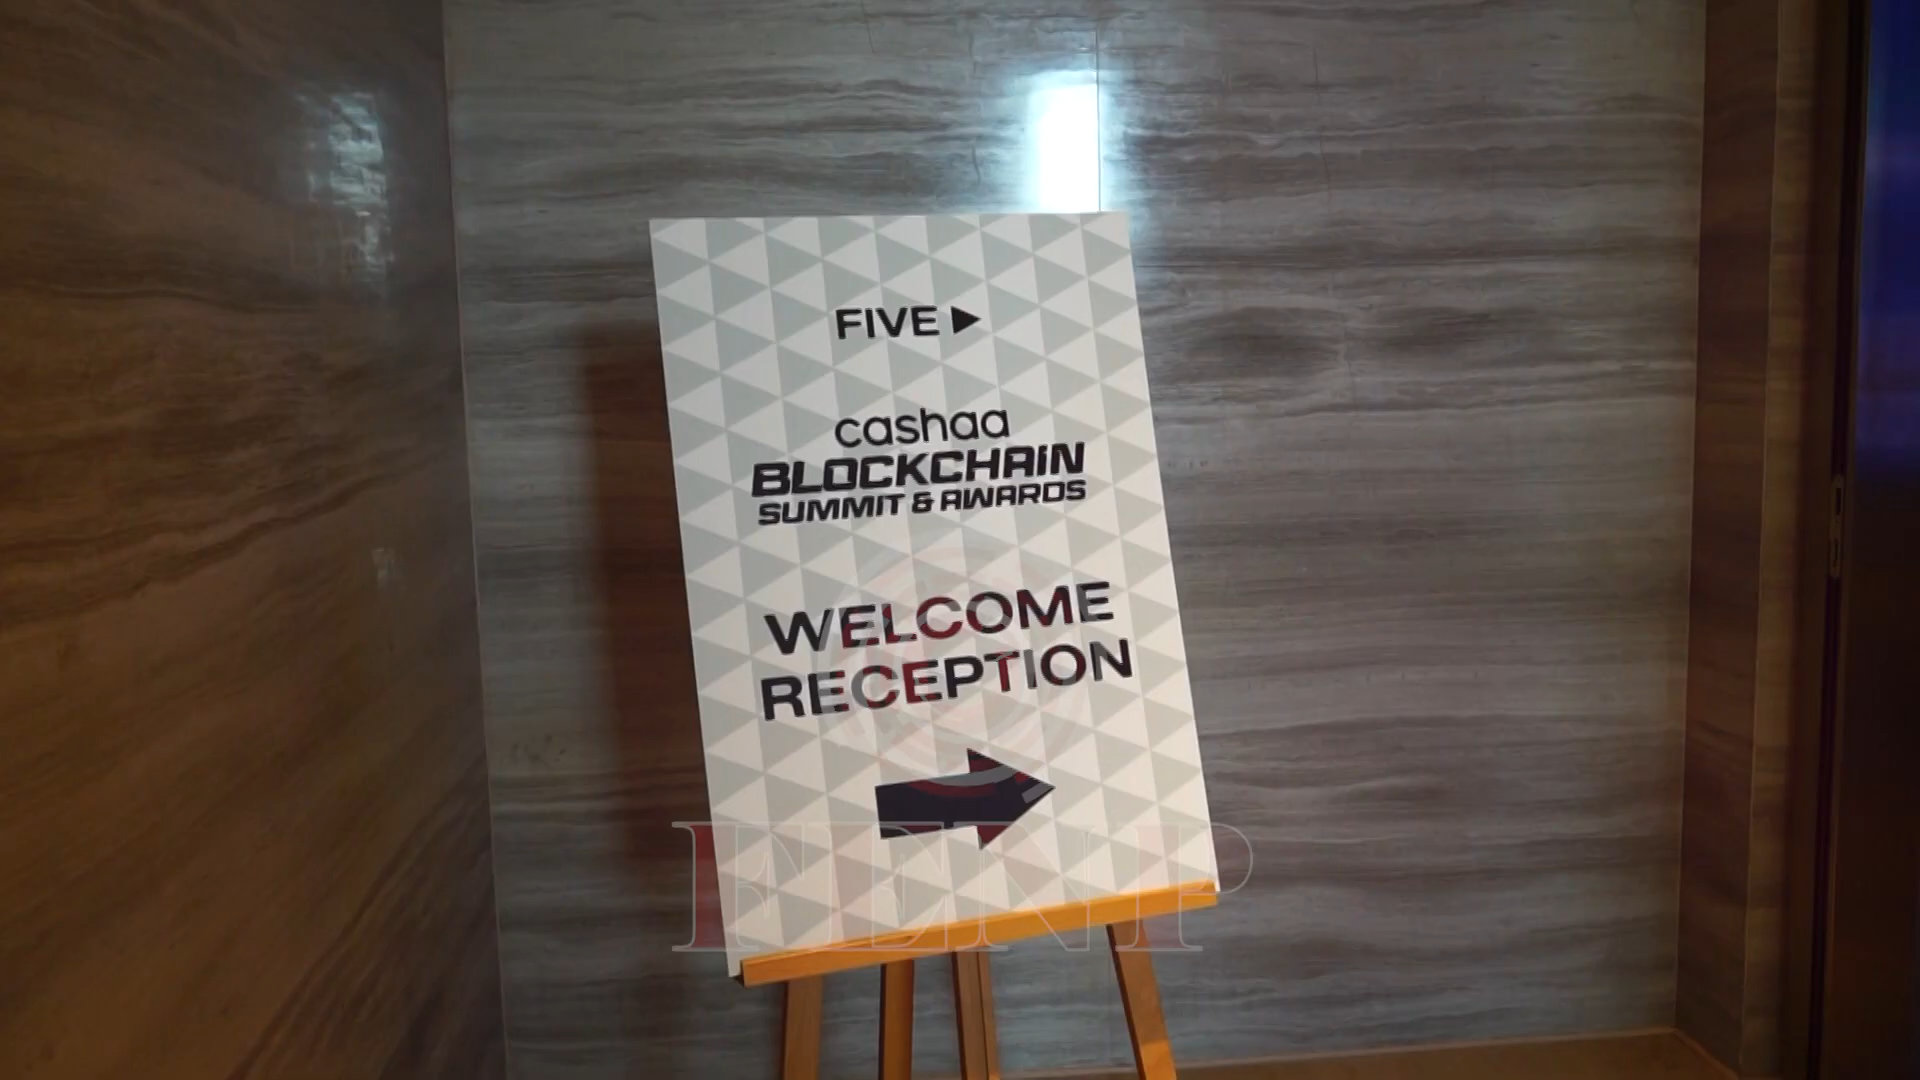 FIVE
cashaa
BLOCKCHAIN
SUMMIT & AWARDS
WELCOME
RECEPTION
FENP